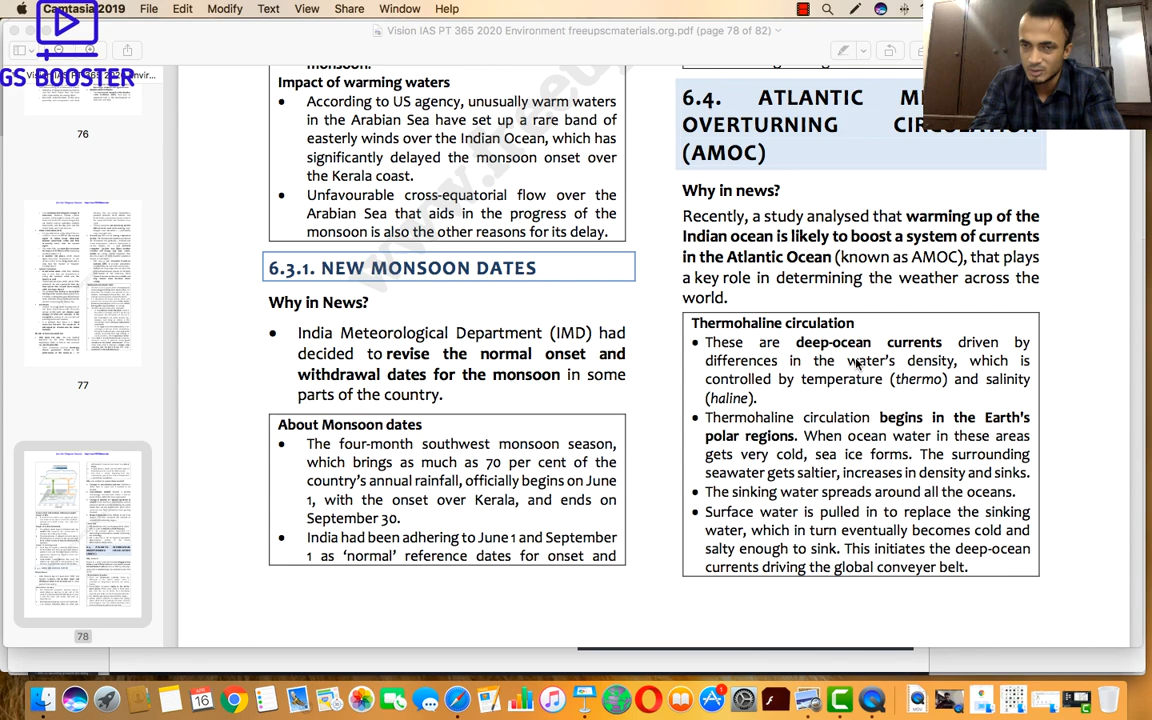 Camtasia 2019 File Edit Modify Text View Share Window Help
Vision IAS PT 365 2020 Environment freeupscmaterials.org.pdf (page 78 of 82)
GS BOOSTER
76
77
78
monsoon.
Impact of warming waters
• According to US agency, unusually warm waters
in the Arabian Sea have set up a rare band of
easterly winds over the Indian Ocean, which has
significantly delayed the monsoon onset over
the Kerala coast.
• Unfavourable cross-equatorial flow over the
Arabian Sea that aids in the progress of the
monsoon is also the other reasons for its delay.
6.3.1. NEW MONSOON DATES
Why in News?
• India Meterological Department (IMD) had
decided to revise the normal onset and
withdrawal dates for the monsoon in some
parts of the country.
About Monsoon dates
• The four-month southwest monsoon season,
which brings as much as 70 per cent of the
country's annual rainfall, officially begins on June
1, with the onset over Kerala, and ends on
September 30.
• India had been adhering to June 1 and September
1 as 'normal' reference dates for onset and
6.4. ATLANTIC
OVERTURNING
(AMOC)
Why in news?
Recently, a study analysed that warming up of the
Indian ocean is likely to boost a system of currents
in the Atlantic Ocean (known as AMOC), that plays
a key role in determining the weather across the
world.
Thermohaline circulation
• These are deep-ocean currents driven by
differences in the water's density, which is
controlled by temperature (thermo) and salinity
(haline).
• Thermohaline circulation begins in the Earth's
polar regions. When ocean water in these areas
gets very cold, sea ice forms. The surrounding
seawater gets saltier, increases in density and sinks.
• The sinking water spreads around all the oceans.
• Surface water is pulled in to replace the sinking
water, which in turn eventually becomes cold and
salty enough to sink. This initiates the deep-ocean
currents driving the global conveyer belt.